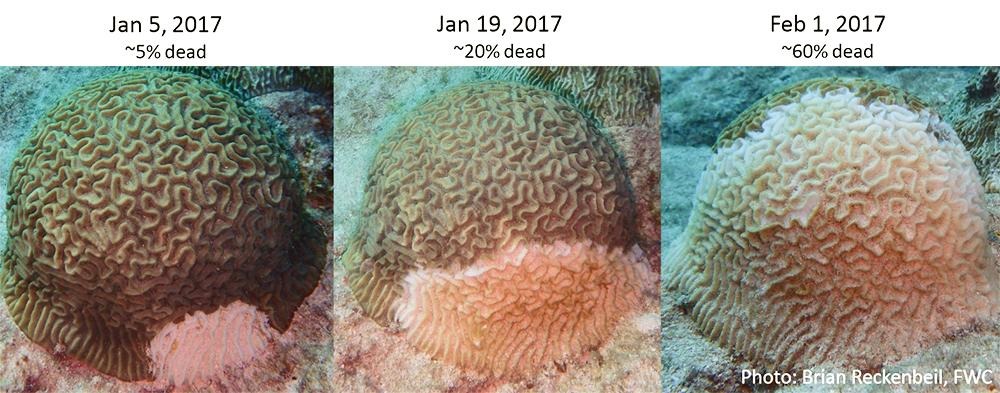 Jan 5, 2017
~5% dead
Jan 19, 2017
~20% dead
Feb 1, 2017
~60% dead
Photo: Brian Reckenbeil, FWC